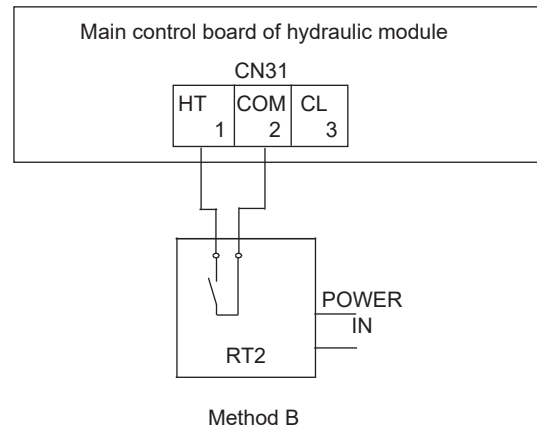 Main control board of hydraulic module
CN31
HT COM CL
1 2 3
POWER
IN
RT2
Method B